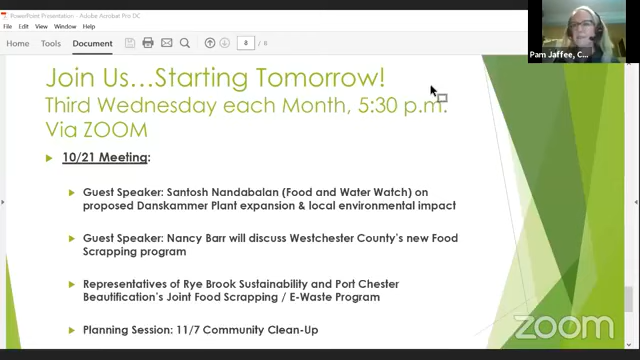 PowerPoint Presentation - Adobe Acrobat Pro DC
File Edit View Window Help
Home Tools Document 8 / 8
Pam Jaffee, C...
Join Us…Starting Tomorrow!
Third Wednesday each Month, 5:30 p.m.
Via ZOOM
10/21 Meeting:
Guest Speaker: Santosh Nandabalan (Food and Water Watch) on
proposed Danskammer Plant expansion & local environmental impact
Guest Speaker: Nancy Barr will discuss Westchester County's new Food
Scrapping program
Representatives of Rye Brook Sustainability and Port Chester
Beautification's Joint Food Scrapping / E-Waste Program
Planning Session: 11/7 Community Clean-Up
zoom